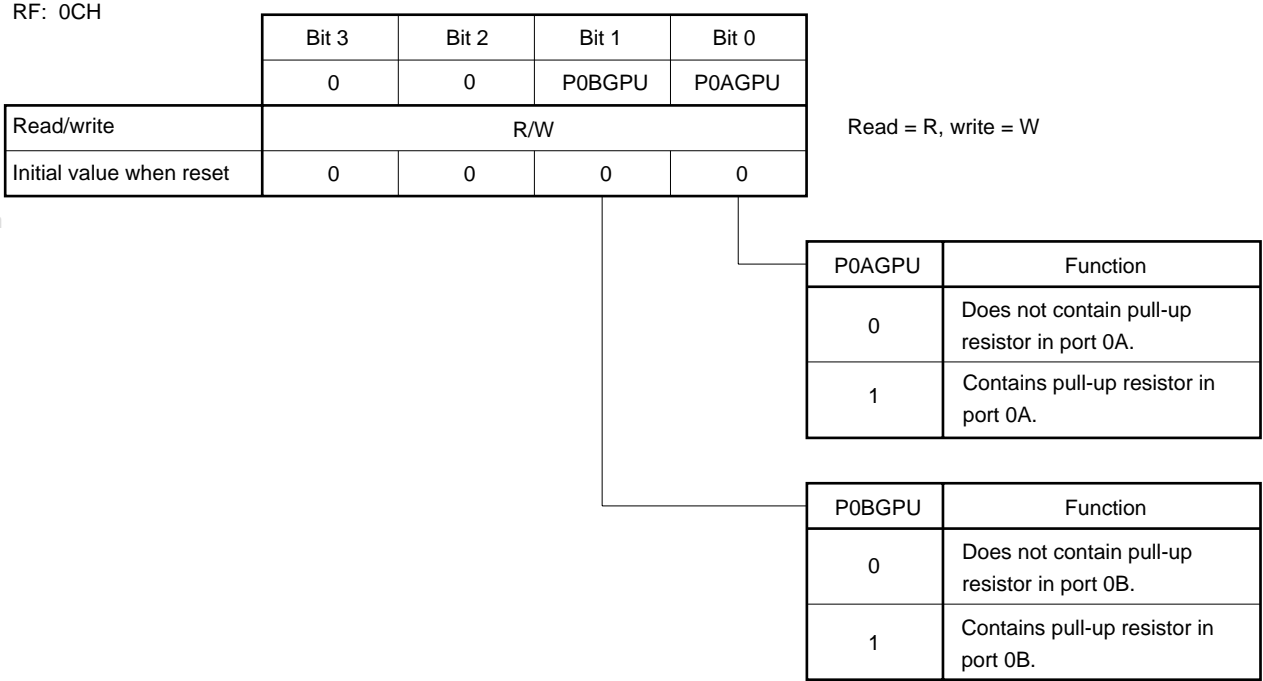 RF: 0CH
Bit 3 Bit 2 Bit 1 Bit 0
0 0 P0BGPU P0AGPU
Read/write R/W Read = R, write = W
Initial value when reset 0 0 0 0
P0AGPU Function
0 Does not contain pull-up
resistor in port 0A.
1 Contains pull-up resistor in
port 0A.
P0BGPU Function
0 Does not contain pull-up
resistor in port 0B.
1 Contains pull-up resistor in
port 0B.